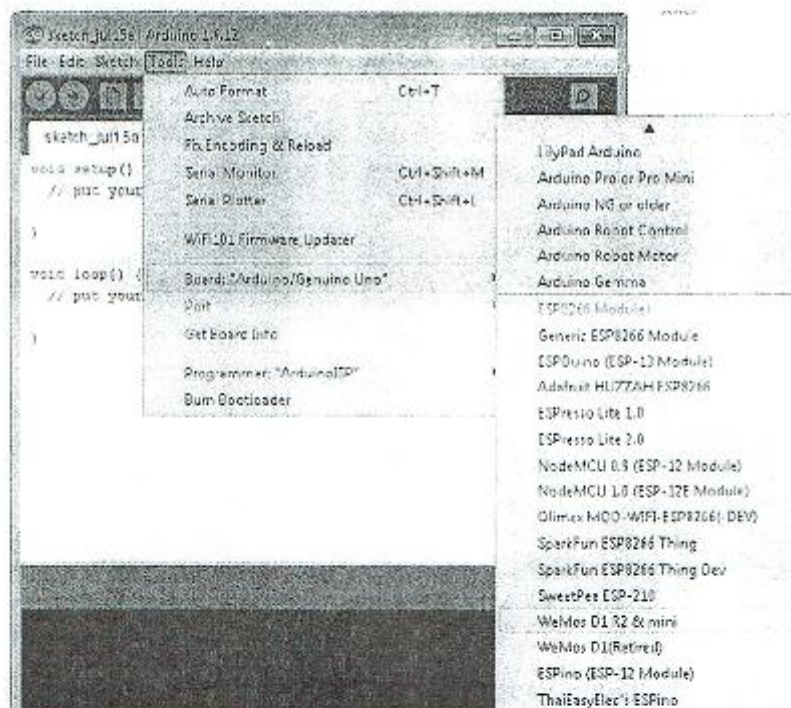 sketch_jul15a | Arduino 1.6.12
File Edit Sketch Tools Help
sketch_jul15a
void setup() {
// put your
}
void loop() {
// put your
}
Auto Format Ctrl+T
Archive Sketch
Fix Encoding & Reload
Serial Monitor Ctrl+Shift+M
Serial Plotter Ctrl+Shift+L
WiFi101 Firmware Updater
Board: "Arduino/Genuino Uno"
Port
Get Board Info
Programmer: "ArduinoISP"
Burn Bootloader
LilyPad Arduino
Arduino Pro or Pro Mini
Arduino NG or older
Arduino Robot Control
Arduino Robot Motor
Arduino Gemma
ESP8266 Modules
Generic ESP8266 Module
ESPDuino (ESP-13 Module)
Adafruit HUZZAH ESP8266
ESPresso Lite 1.0
ESPresso Lite 2.0
NodeMCU 0.9 (ESP-12 Module)
NodeMCU 1.0 (ESP-12E Module)
Olimex MOD-WIFI-ESP8266(-DEV)
SparkFun ESP8266 Thing
SparkFun ESP8266 Thing Dev
SweetPea ESP-210
WeMos D1 R2 & mini
WeMos D1(Retired)
ESPino (ESP-12 Module)
ThaiEasyElec's ESPino